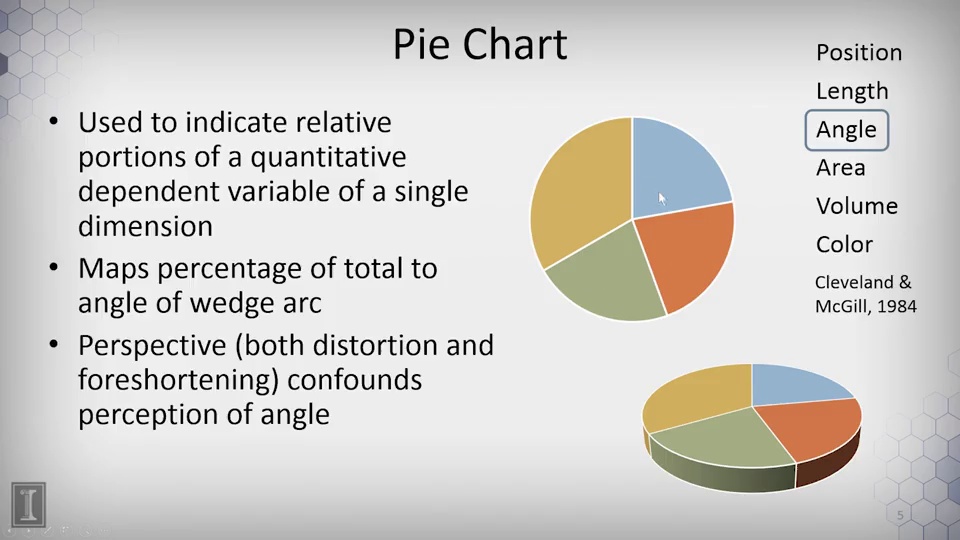 Pie Chart
• Used to indicate relative
portions of a quantitative
dependent variable of a single
dimension
• Maps percentage of total to
angle of wedge arc
• Perspective (both distortion and
foreshortening) confounds
perception of angle
Position
Length
Angle
Area
Volume
Color
Cleveland &
McGill, 1984
I
5